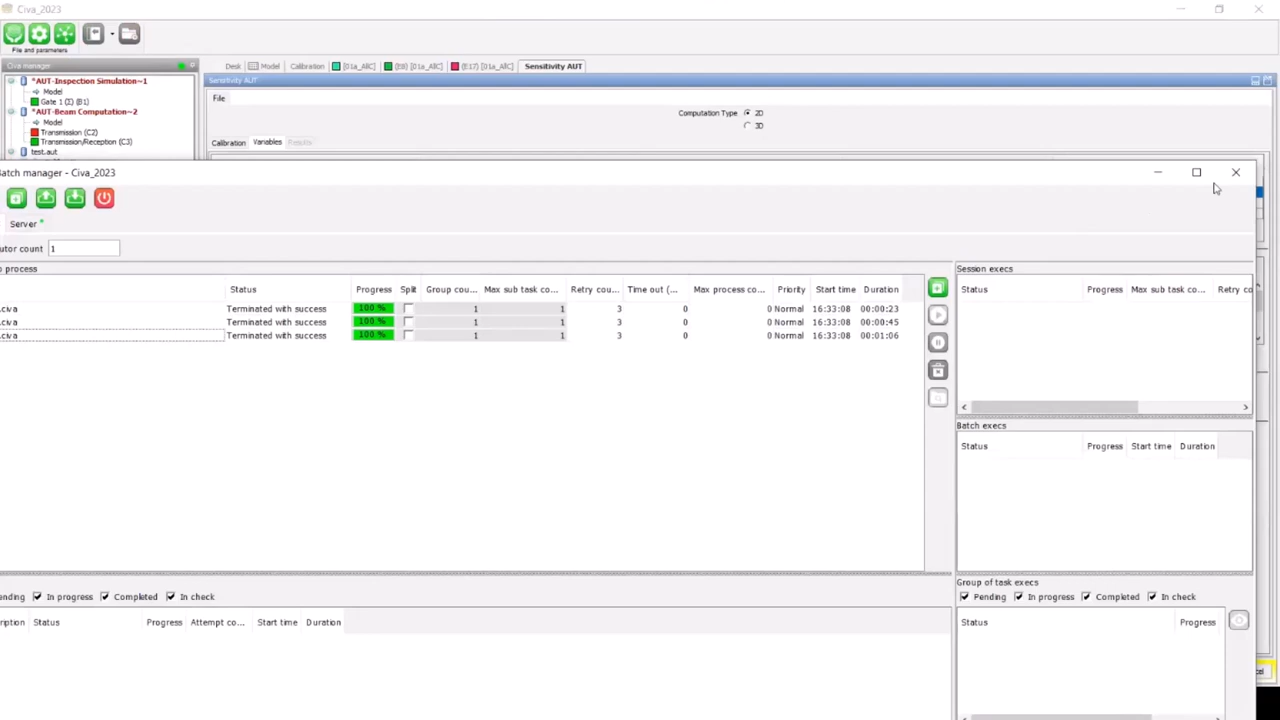 Civa_2023
File and parameters
Civa manager
Desk Model Calibration [01a_AllC] (E8) [01a_AllC] (E17) [01a_AllC] Sensitivity AUT
*AUT-Inspection Simulation~1
Model
Gate 1 (I) (B1)
*AUT-Beam Computation~2
Model
Transmission (C2)
Transmission/Reception (C3)
test.aut
Sensitivity AUT
File
Computation Type 2D
3D
Calibration Variables Results
Batch manager - Civa_2023
Server
utor count 1
process
Status Progress Split Group cou... Max sub task co... Retry cou... Time out (... Max process co... Priority Start time Duration
.civa Terminated with success 100 % 1 1 3 0 0 Normal 16:33:08 00:00:23
.civa Terminated with success 100 % 1 1 3 0 0 Normal 16:33:08 00:00:45
.civa Terminated with success 100 % 1 1 3 0 0 Normal 16:33:08 00:01:06
Session execs
Status Progress Max sub task co... Retry co
Batch execs
Status Progress Start time Duration
ending In progress Completed In check
ription Status Progress Attempt co... Start time Duration
Group of task execs
Pending In progress Completed In check
Status Progress